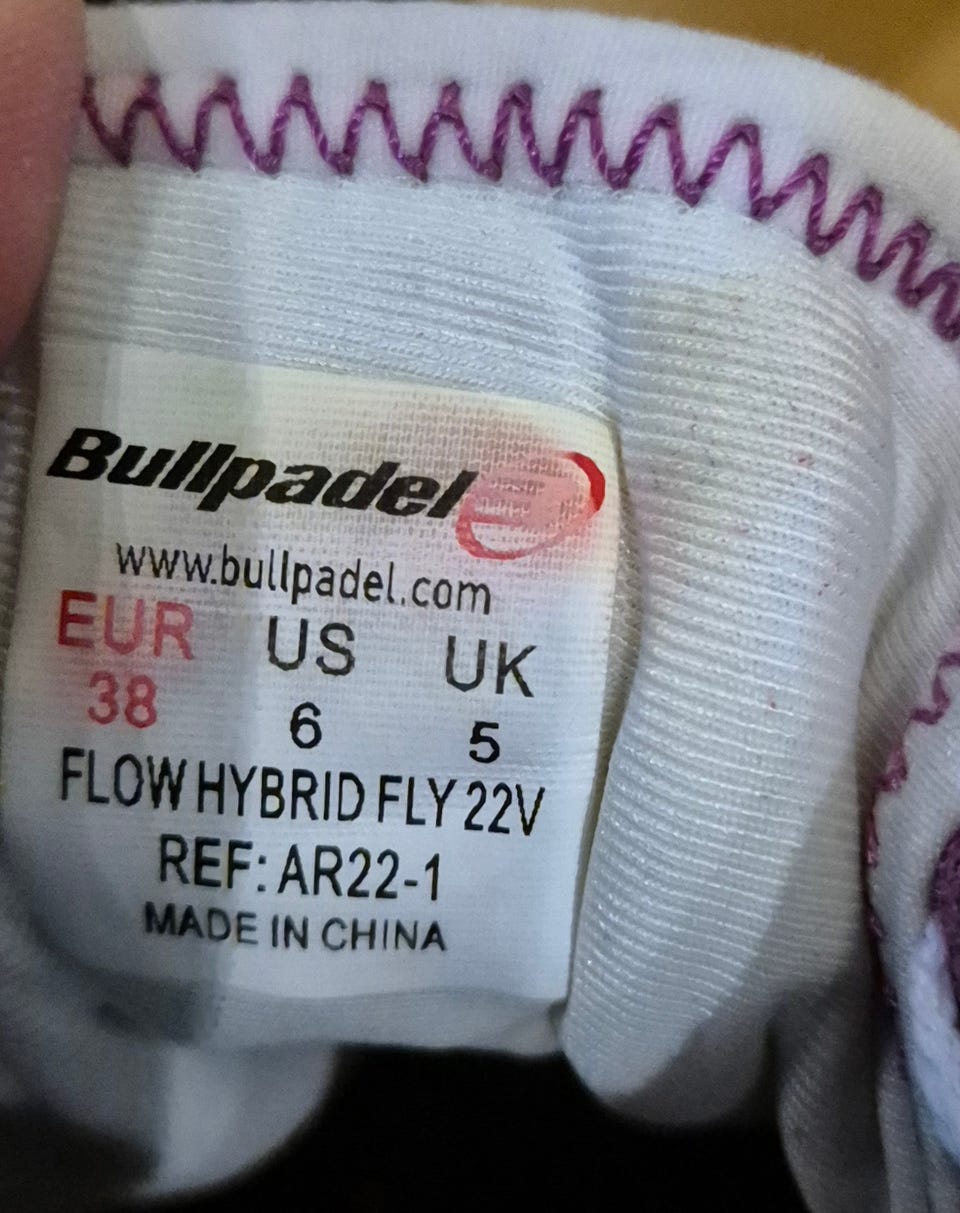 Bullpadel
www.bullpadel.com
EUR US UK
38 6 5
FLOW HYBRID FLY 22V
REF: AR22-1
MADE IN CHINA